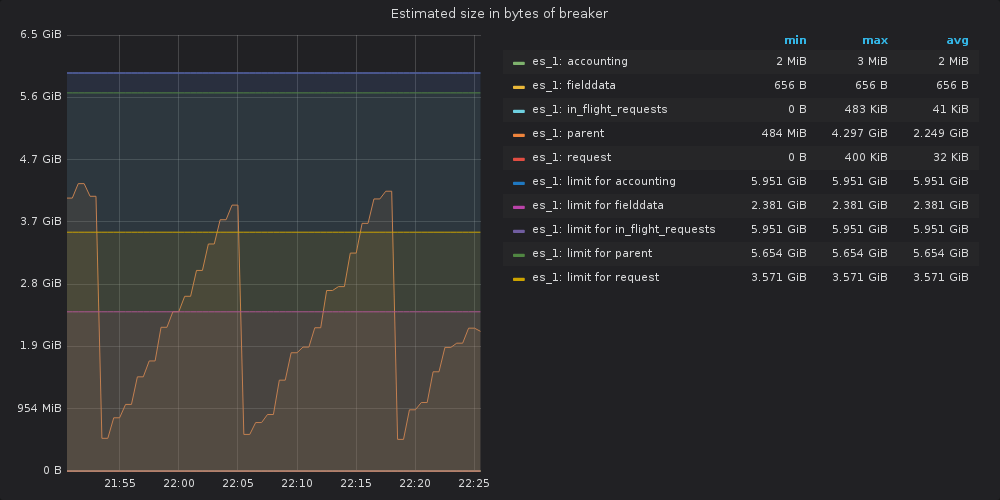 Estimated size in bytes of breaker
6.5 GiB
5.6 GiB
4.7 GiB
3.7 GiB
2.8 GiB
1.9 GiB
954 MiB
0 B
21:55 22:00 22:05 22:10 22:15 22:20 22:25
min max avg
es_1: accounting 2 MiB 3 MiB 2 MiB
es_1: fielddata 656 B 656 B 656 B
es_1: in_flight_requests 0 B 483 KiB 41 KiB
es_1: parent 484 MiB 4.297 GiB 2.249 GiB
es_1: request 0 B 400 KiB 32 KiB
es_1: limit for accounting 5.951 GiB 5.951 GiB 5.951 GiB
es_1: limit for fielddata 2.381 GiB 2.381 GiB 2.381 GiB
es_1: limit for in_flight_requests 5.951 GiB 5.951 GiB 5.951 GiB
es_1: limit for parent 5.654 GiB 5.654 GiB 5.654 GiB
es_1: limit for request 3.571 GiB 3.571 GiB 3.571 GiB